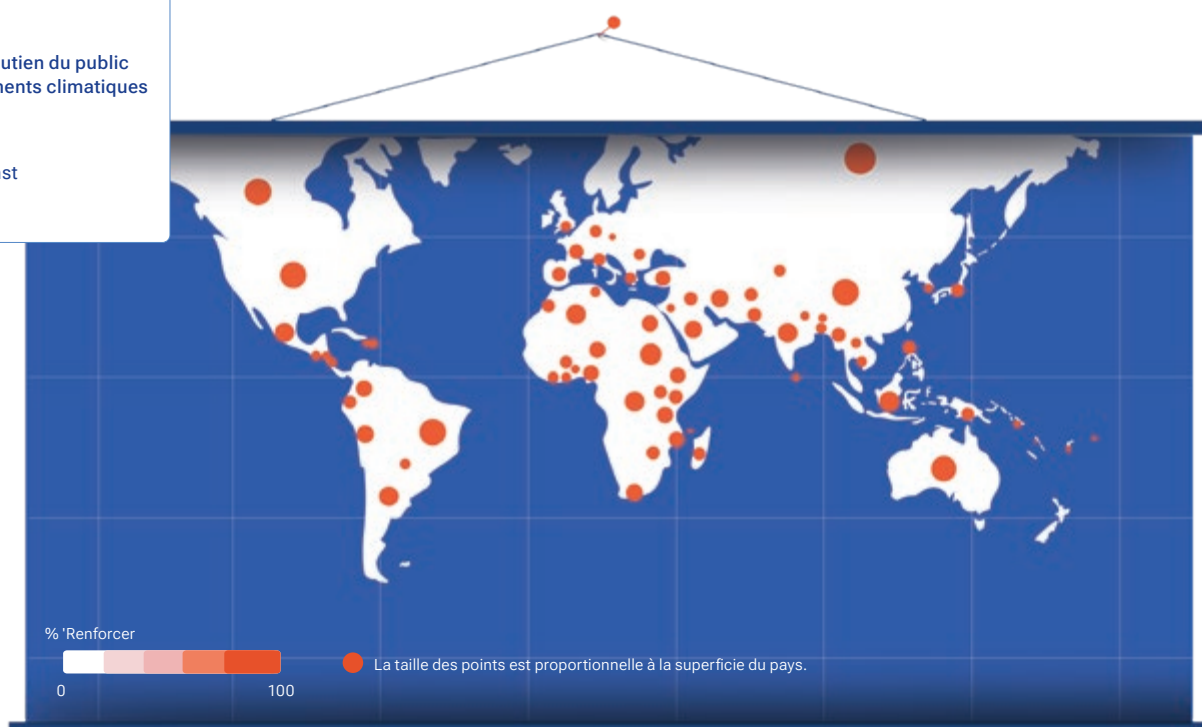 utien du public
nents climatiques
st
% 'Renforcer
0
100
La taille des points est proportionnelle à la superficie du pays.